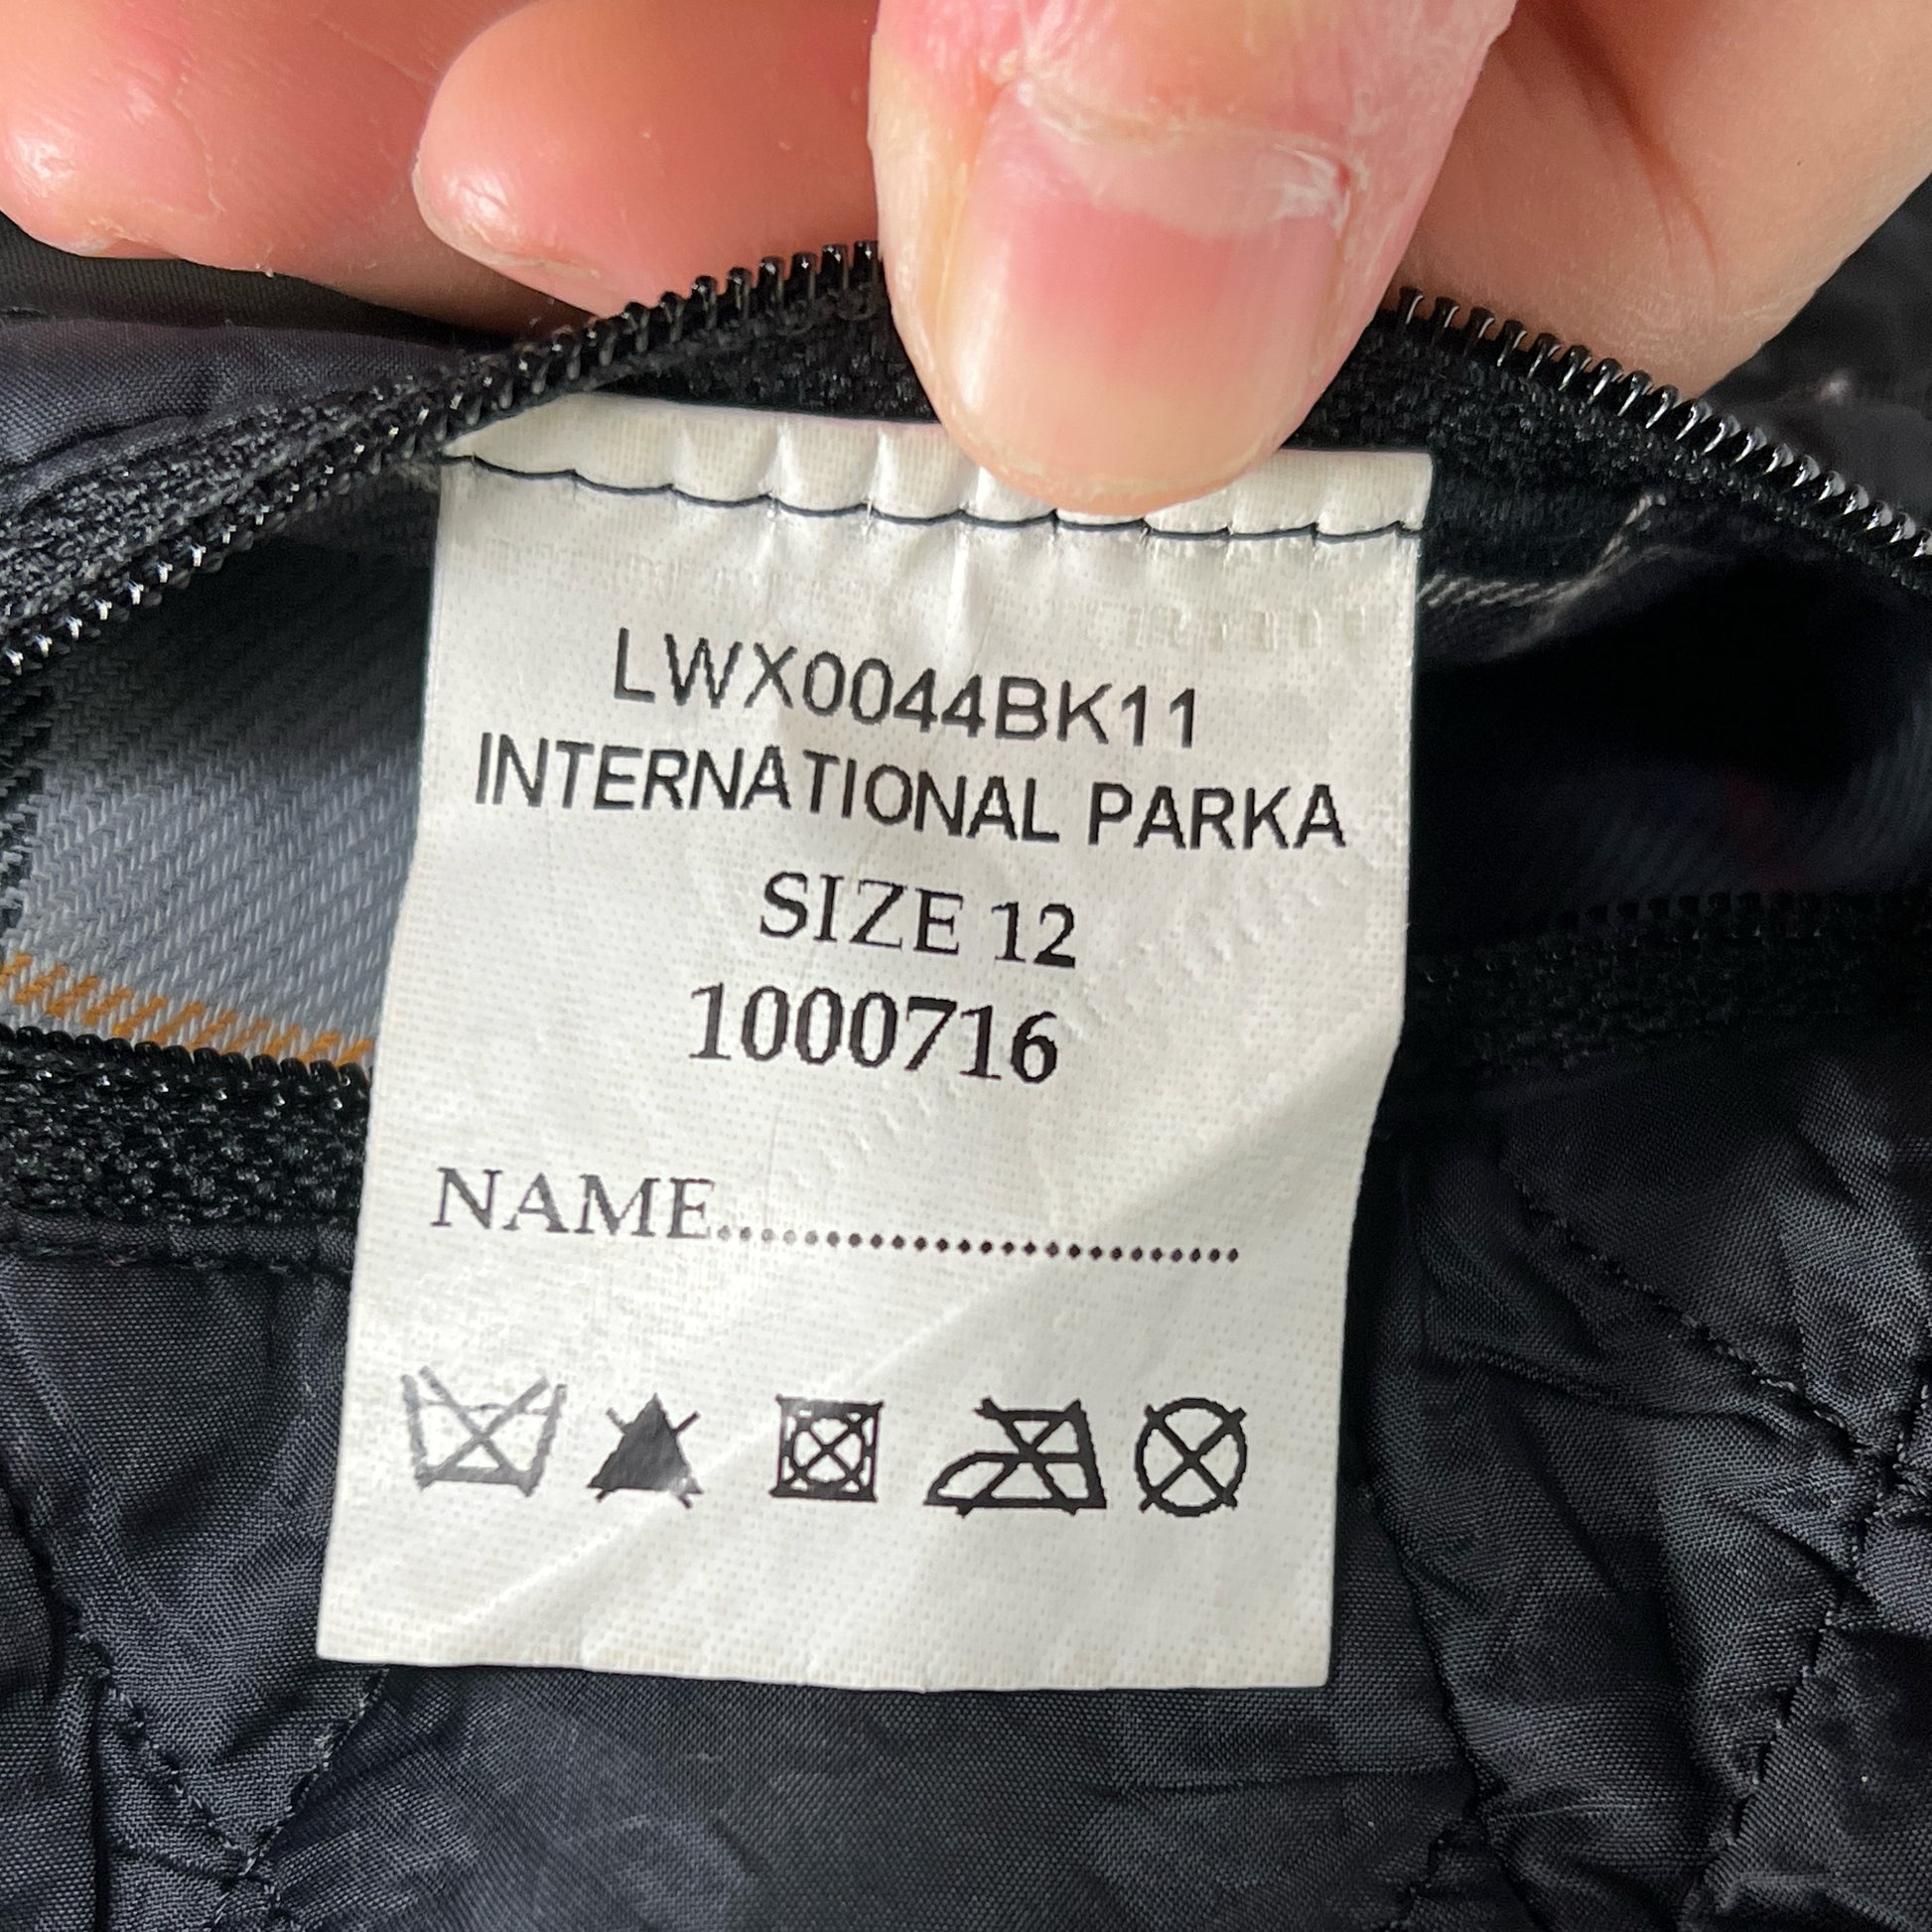 LWX0044BK11
INTERNATIONAL PARKA
SIZE 12
1000716
NAME..............................